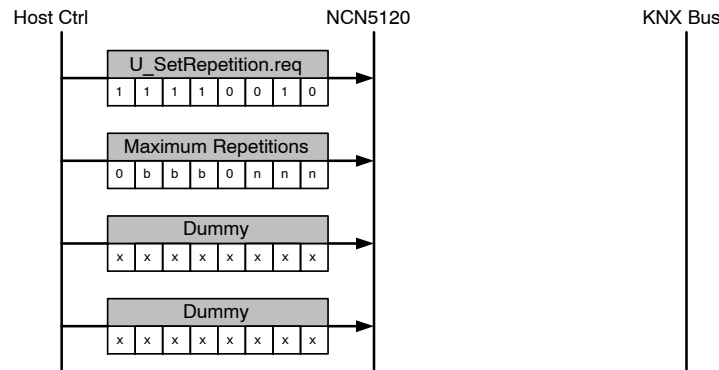 Host Ctrl NCN5120 KNX Bus
U_SetRepetition.req
1 1 1 1 0 0 1 0
Maximum Repetitions
0 b b b 0 n n n
Dummy
x x x x x x x x
Dummy
x x x x x x x x